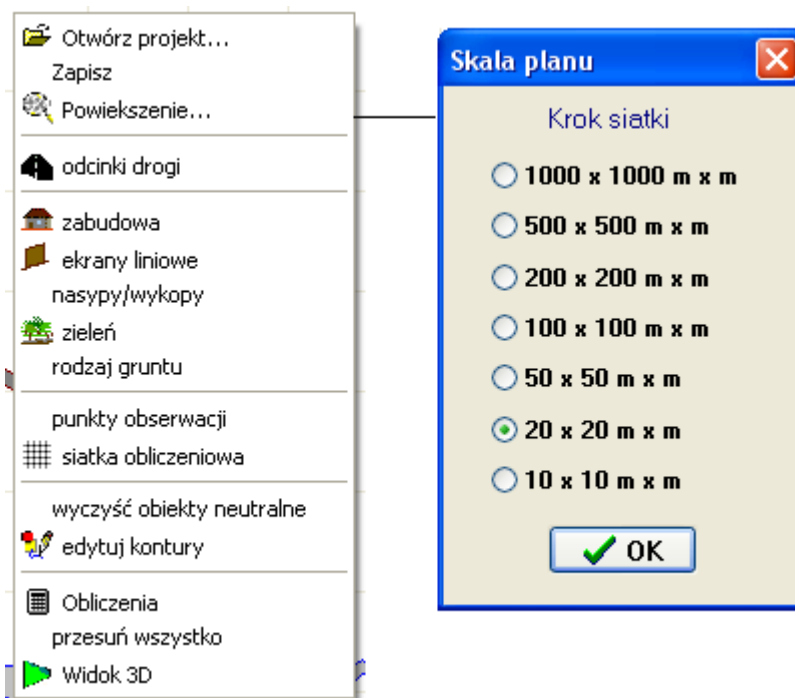 Otwórz projekt...
Zapisz
Powiekszenie...
odcinki drogi
zabudowa
ekrany liniowe
nasypy/wykopy
zieleń
rodzaj gruntu
punkty obserwacji
siatka obliczeniowa
wyczyść obiekty neutralne
edytuj kontury
Obliczenia
przesuń wszystko
Widok 3D
Skala planu
Krok siatki
1000 x 1000 m x m
500 x 500 m x m
200 x 200 m x m
100 x 100 m x m
50 x 50 m x m
20 x 20 m x m
10 x 10 m x m
OK